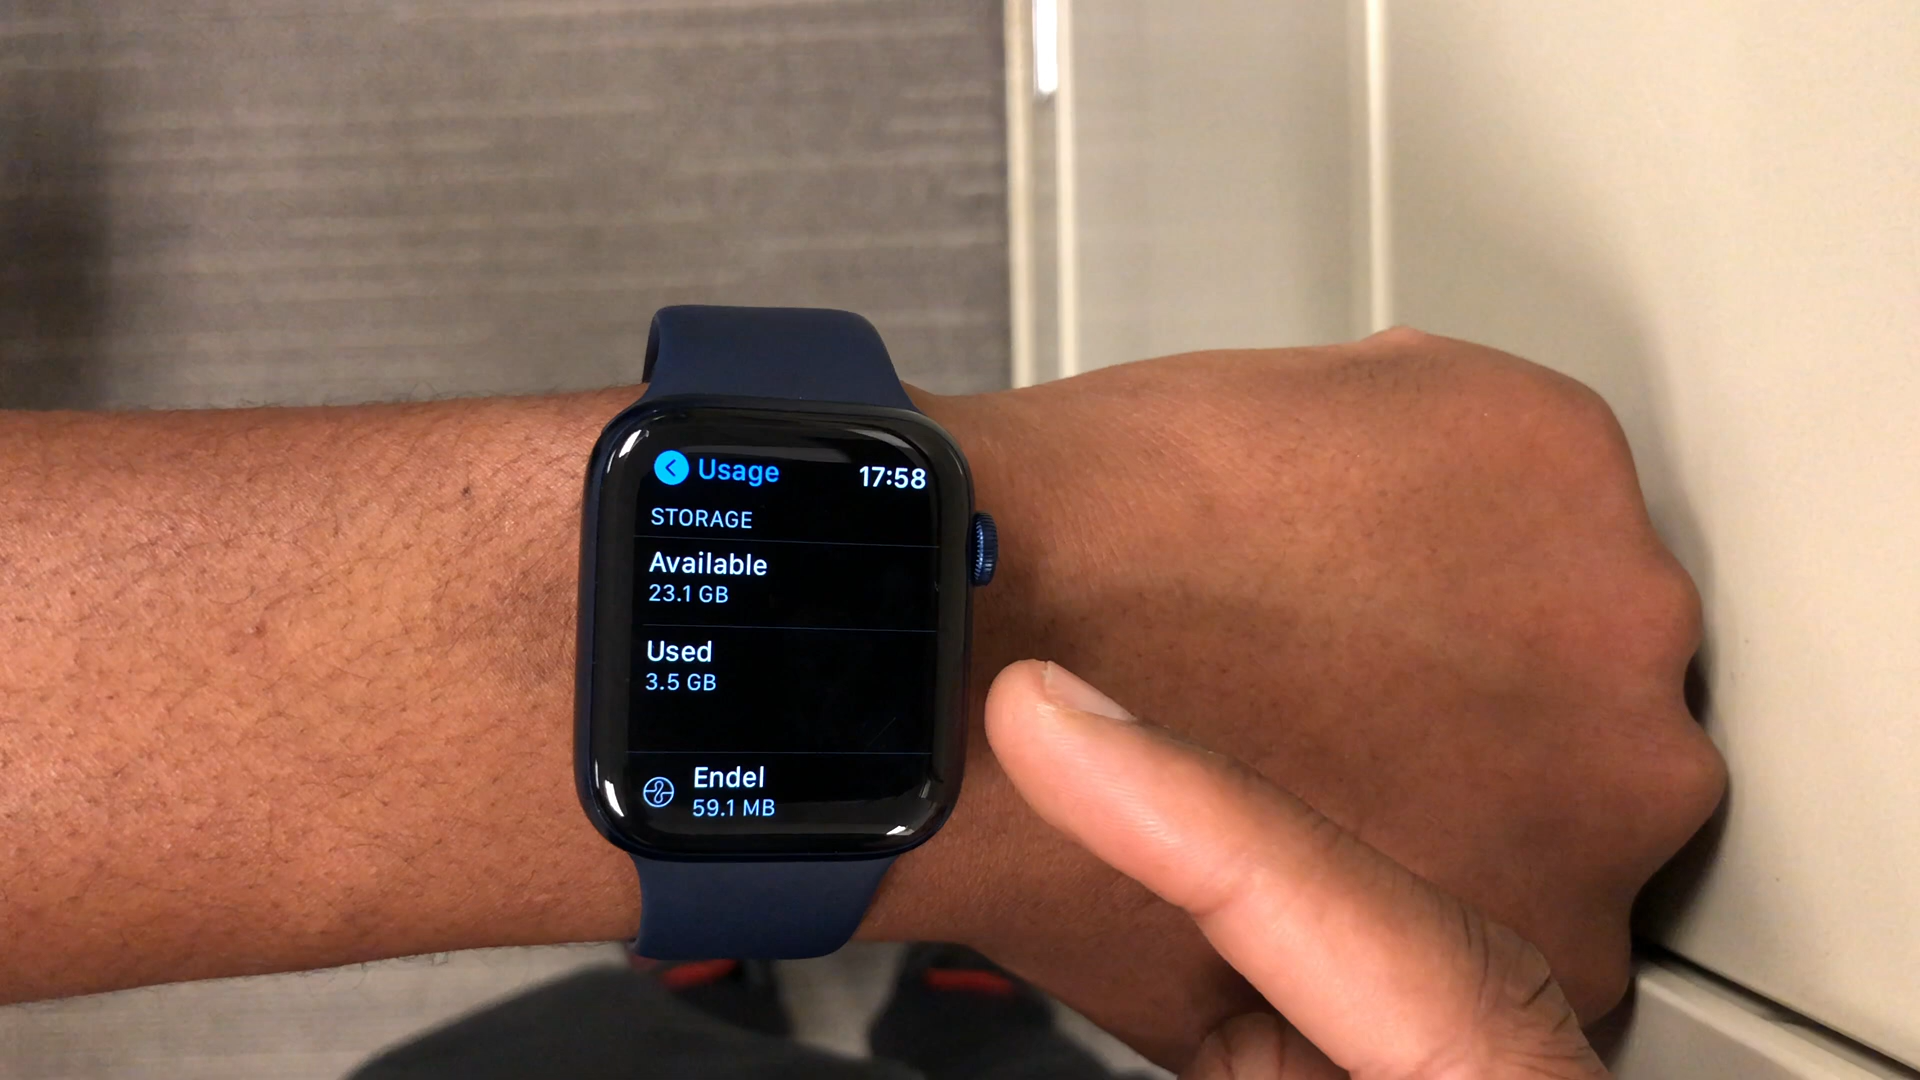 Usage
17:58
STORAGE
Available
23.1 GB
Used
3.5 GB
Endel
59.1 MB